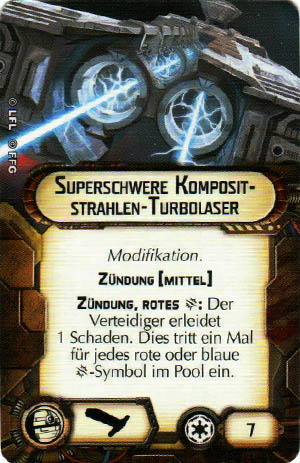 © LFL © FFG
SUPERSCHWERE KOMPOSIT-
STRAHLEN-TURBOLASER
Modifikation.
ZÜNDUNG [MITTEL]
ZÜNDUNG, ROTES : Der
Verteidiger erleidet
1 Schaden. Dies tritt ein Mal
für jedes rote oder blaue
-Symbol im Pool ein.
7